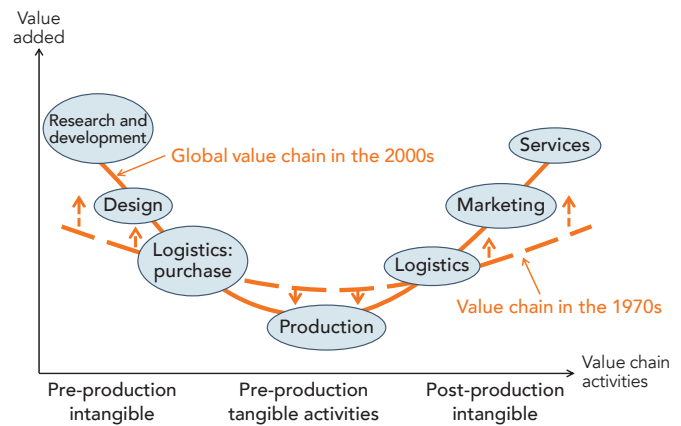 Value
added
Research and
development
Global value chain in the 2000s
Services
Design
Marketing
Logistics:
purchase
Logistics
Value chain in the 1970s
Production
Value chain
activities
Pre-production
intangible
Pre-production
tangible activities
Post-production
intangible